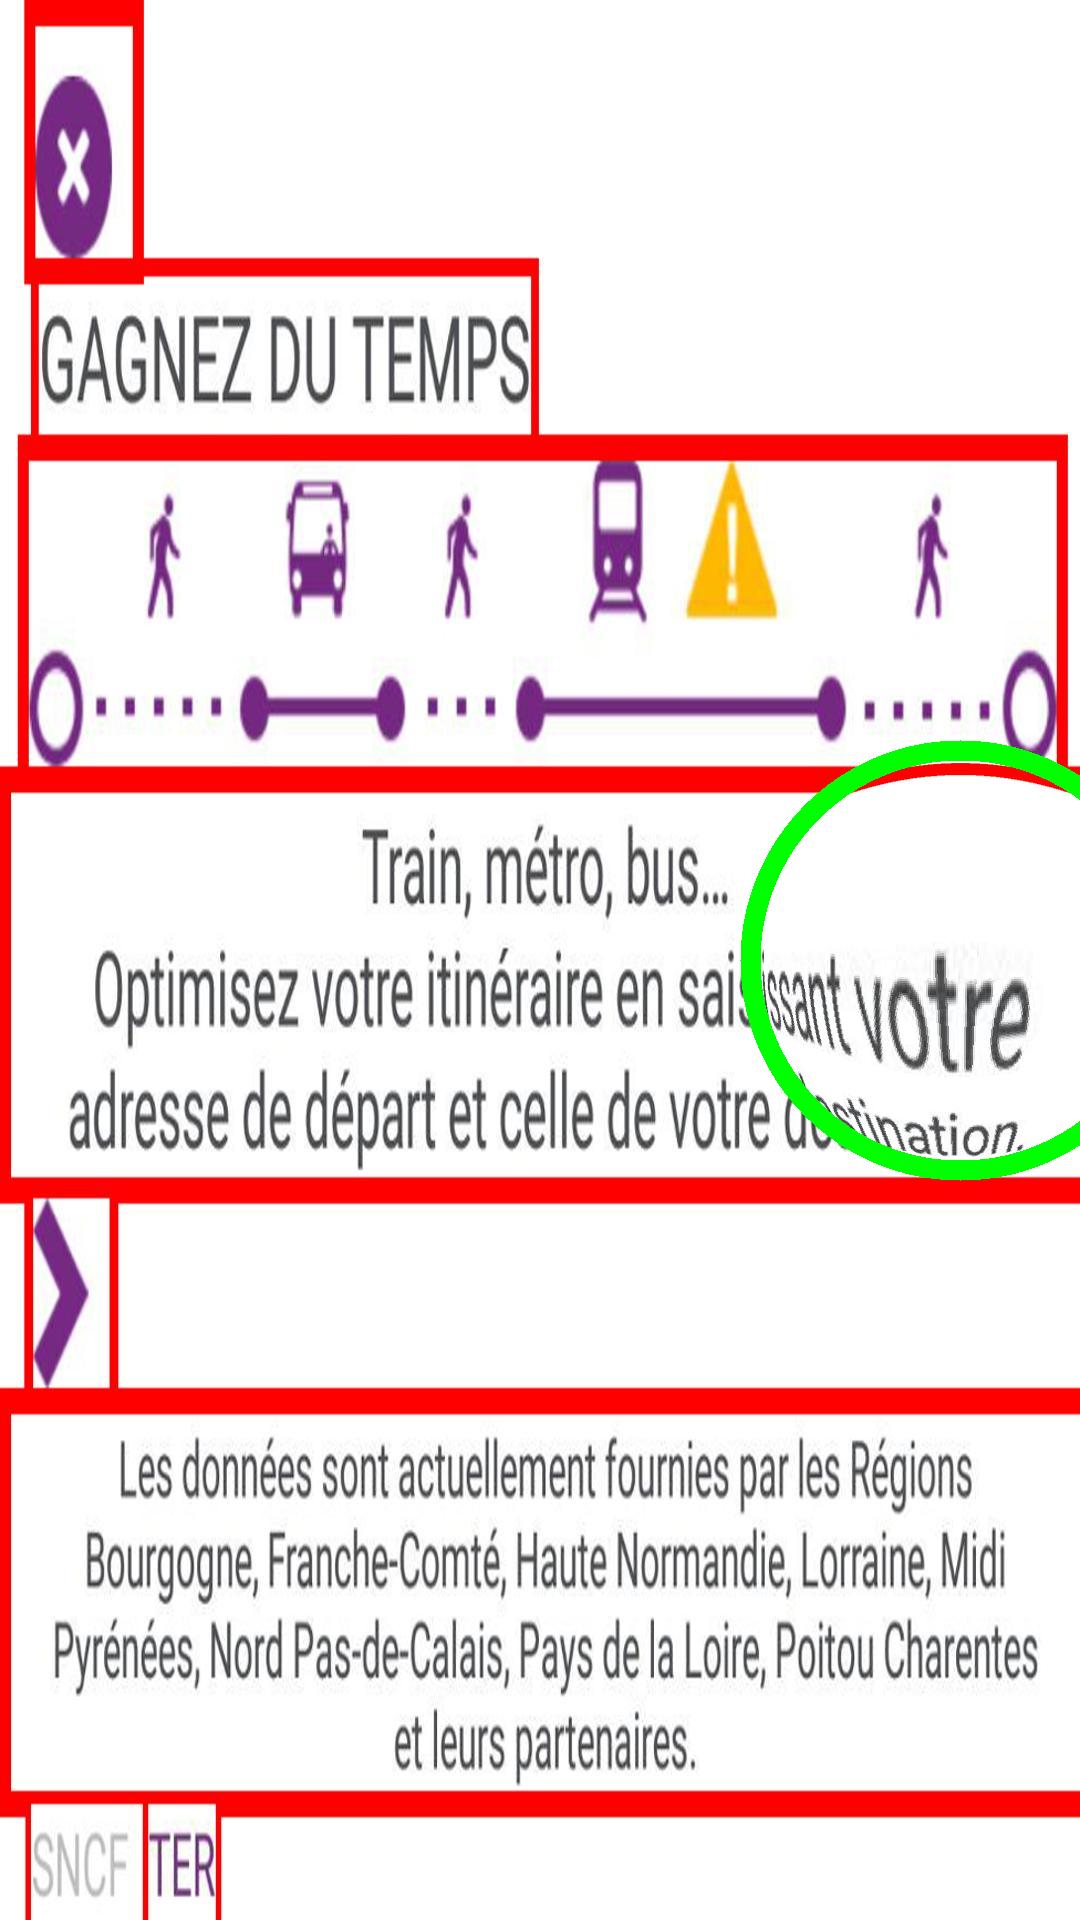 GAGNEZ DU TEMPS
Train, métro, bus...
Optimisez votre itinéraire en saisissant votre
adresse de départ et celle de votre destination.
Les données sont actuellement fournies par les Régions
Bourgogne, Franche-Comté, Haute Normandie, Lorraine, Midi
Pyrénées, Nord Pas-de-Calais, Pays de la Loire, Poitou Charentes
et leurs partenaires.
SNCF TER